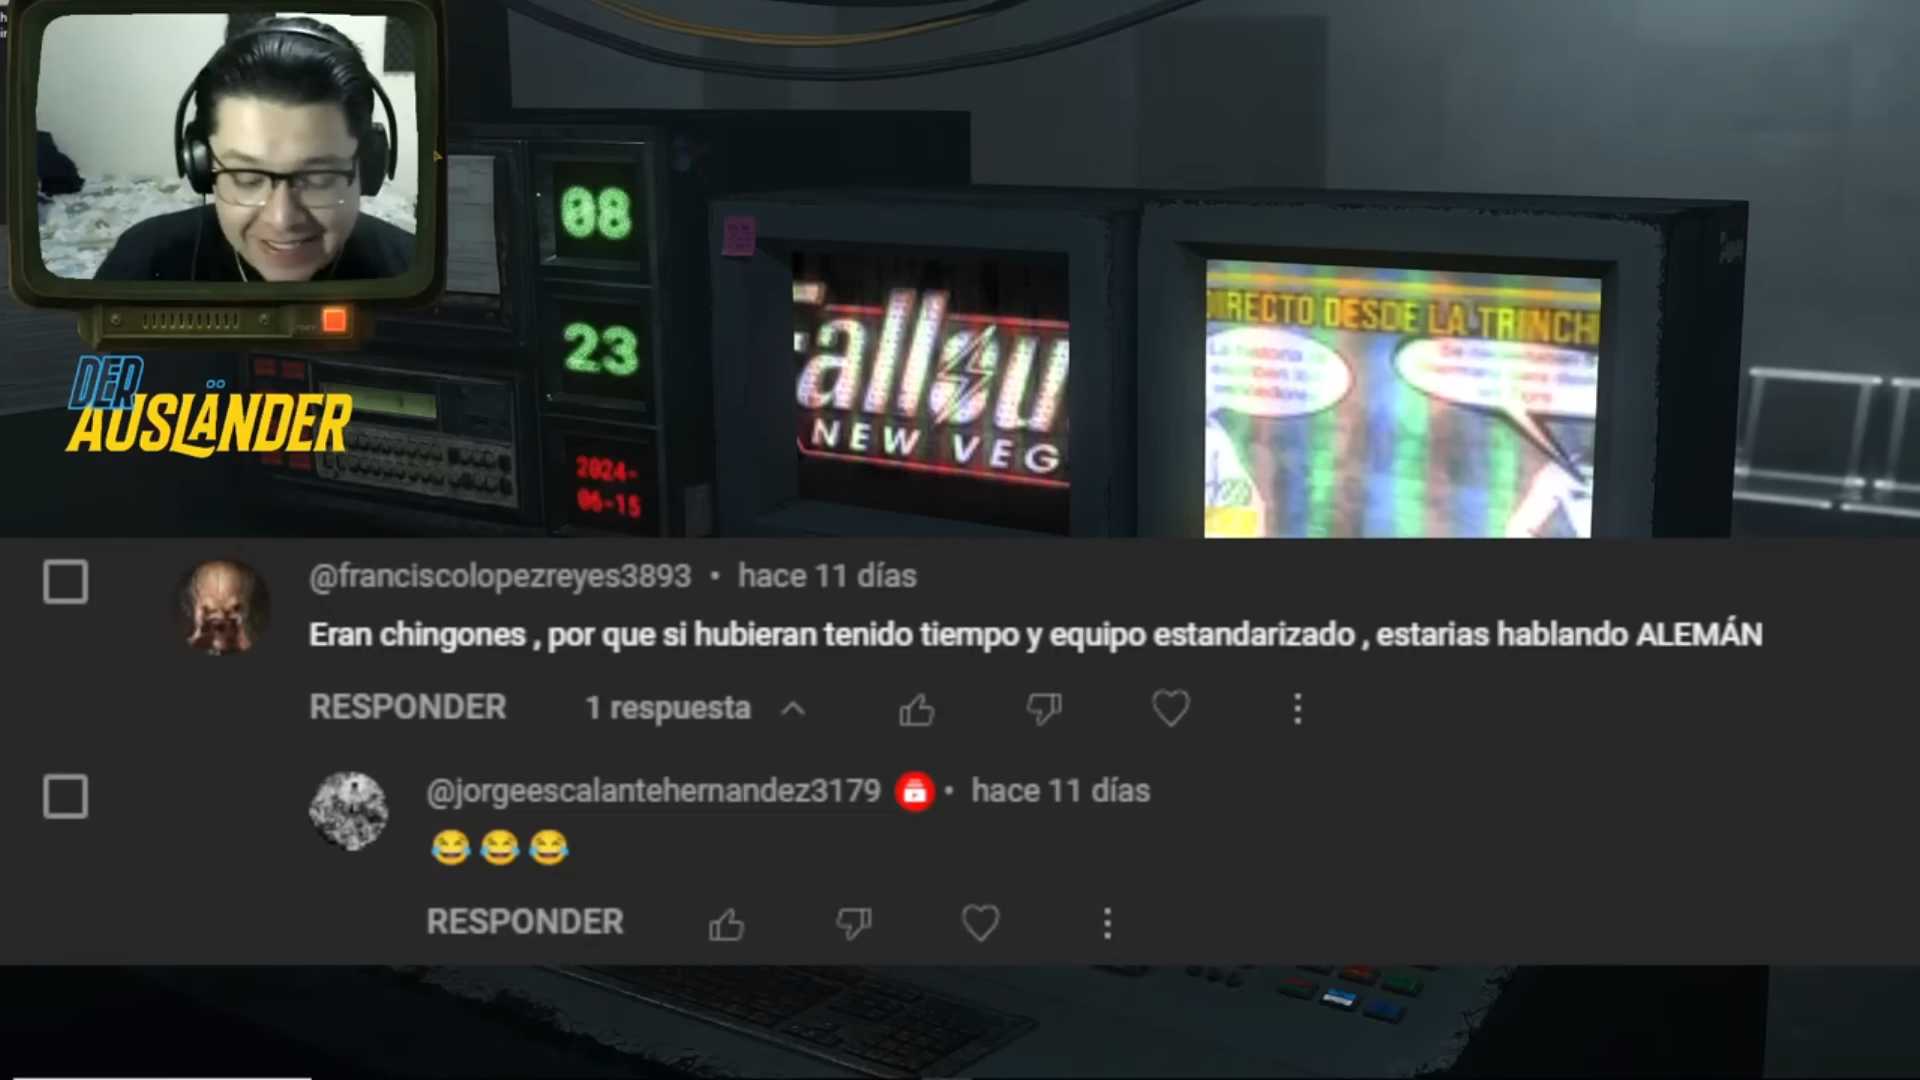 08
23
2024-
06-15
DER
AUSLÄNDER
Fallou
NEW VEG
DIRECTO DESDE LA TRINCH
@franciscolopezreyes3893 • hace 11 días
Eran chingones , por que si hubieran tenido tiempo y equipo estandarizado , estarias hablando ALEMÁN
RESPONDER 1 respuesta
@jorgeescalantehernandez3179 • hace 11 días
😂😂😂
RESPONDER